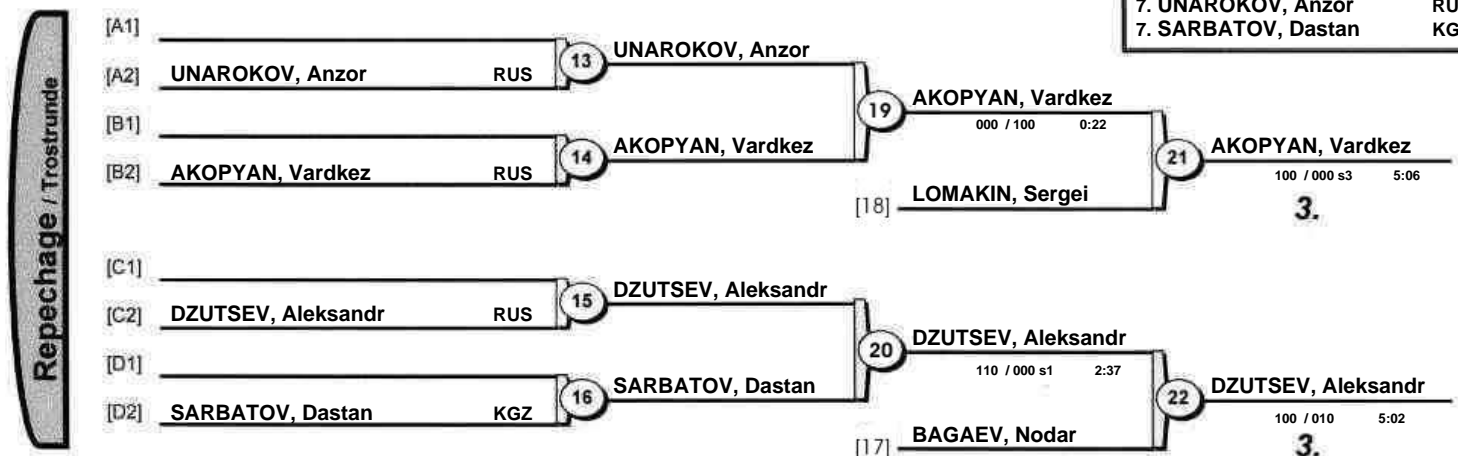 7. UNAROKOV, Anzor RU
7. SARBATOV, Dastan KG
Repechage / Trostrunde
[A1]
[A2] UNAROKOV, Anzor RUS
13 UNAROKOV, Anzor
[B1]
[B2] AKOPYAN, Vardkez RUS
14 AKOPYAN, Vardkez
19 AKOPYAN, Vardkez
000 / 100 0:22
[18] LOMAKIN, Sergei
21 AKOPYAN, Vardkez
100 / 000 s3 5:06
3.
[C1]
[C2] DZUTSEV, Aleksandr RUS
15 DZUTSEV, Aleksandr
[D1]
[D2] SARBATOV, Dastan KGZ
16 SARBATOV, Dastan
20 DZUTSEV, Aleksandr
110 / 000 s1 2:37
[17] BAGAEV, Nodar
22 DZUTSEV, Aleksandr
100 / 010 5:02
3.